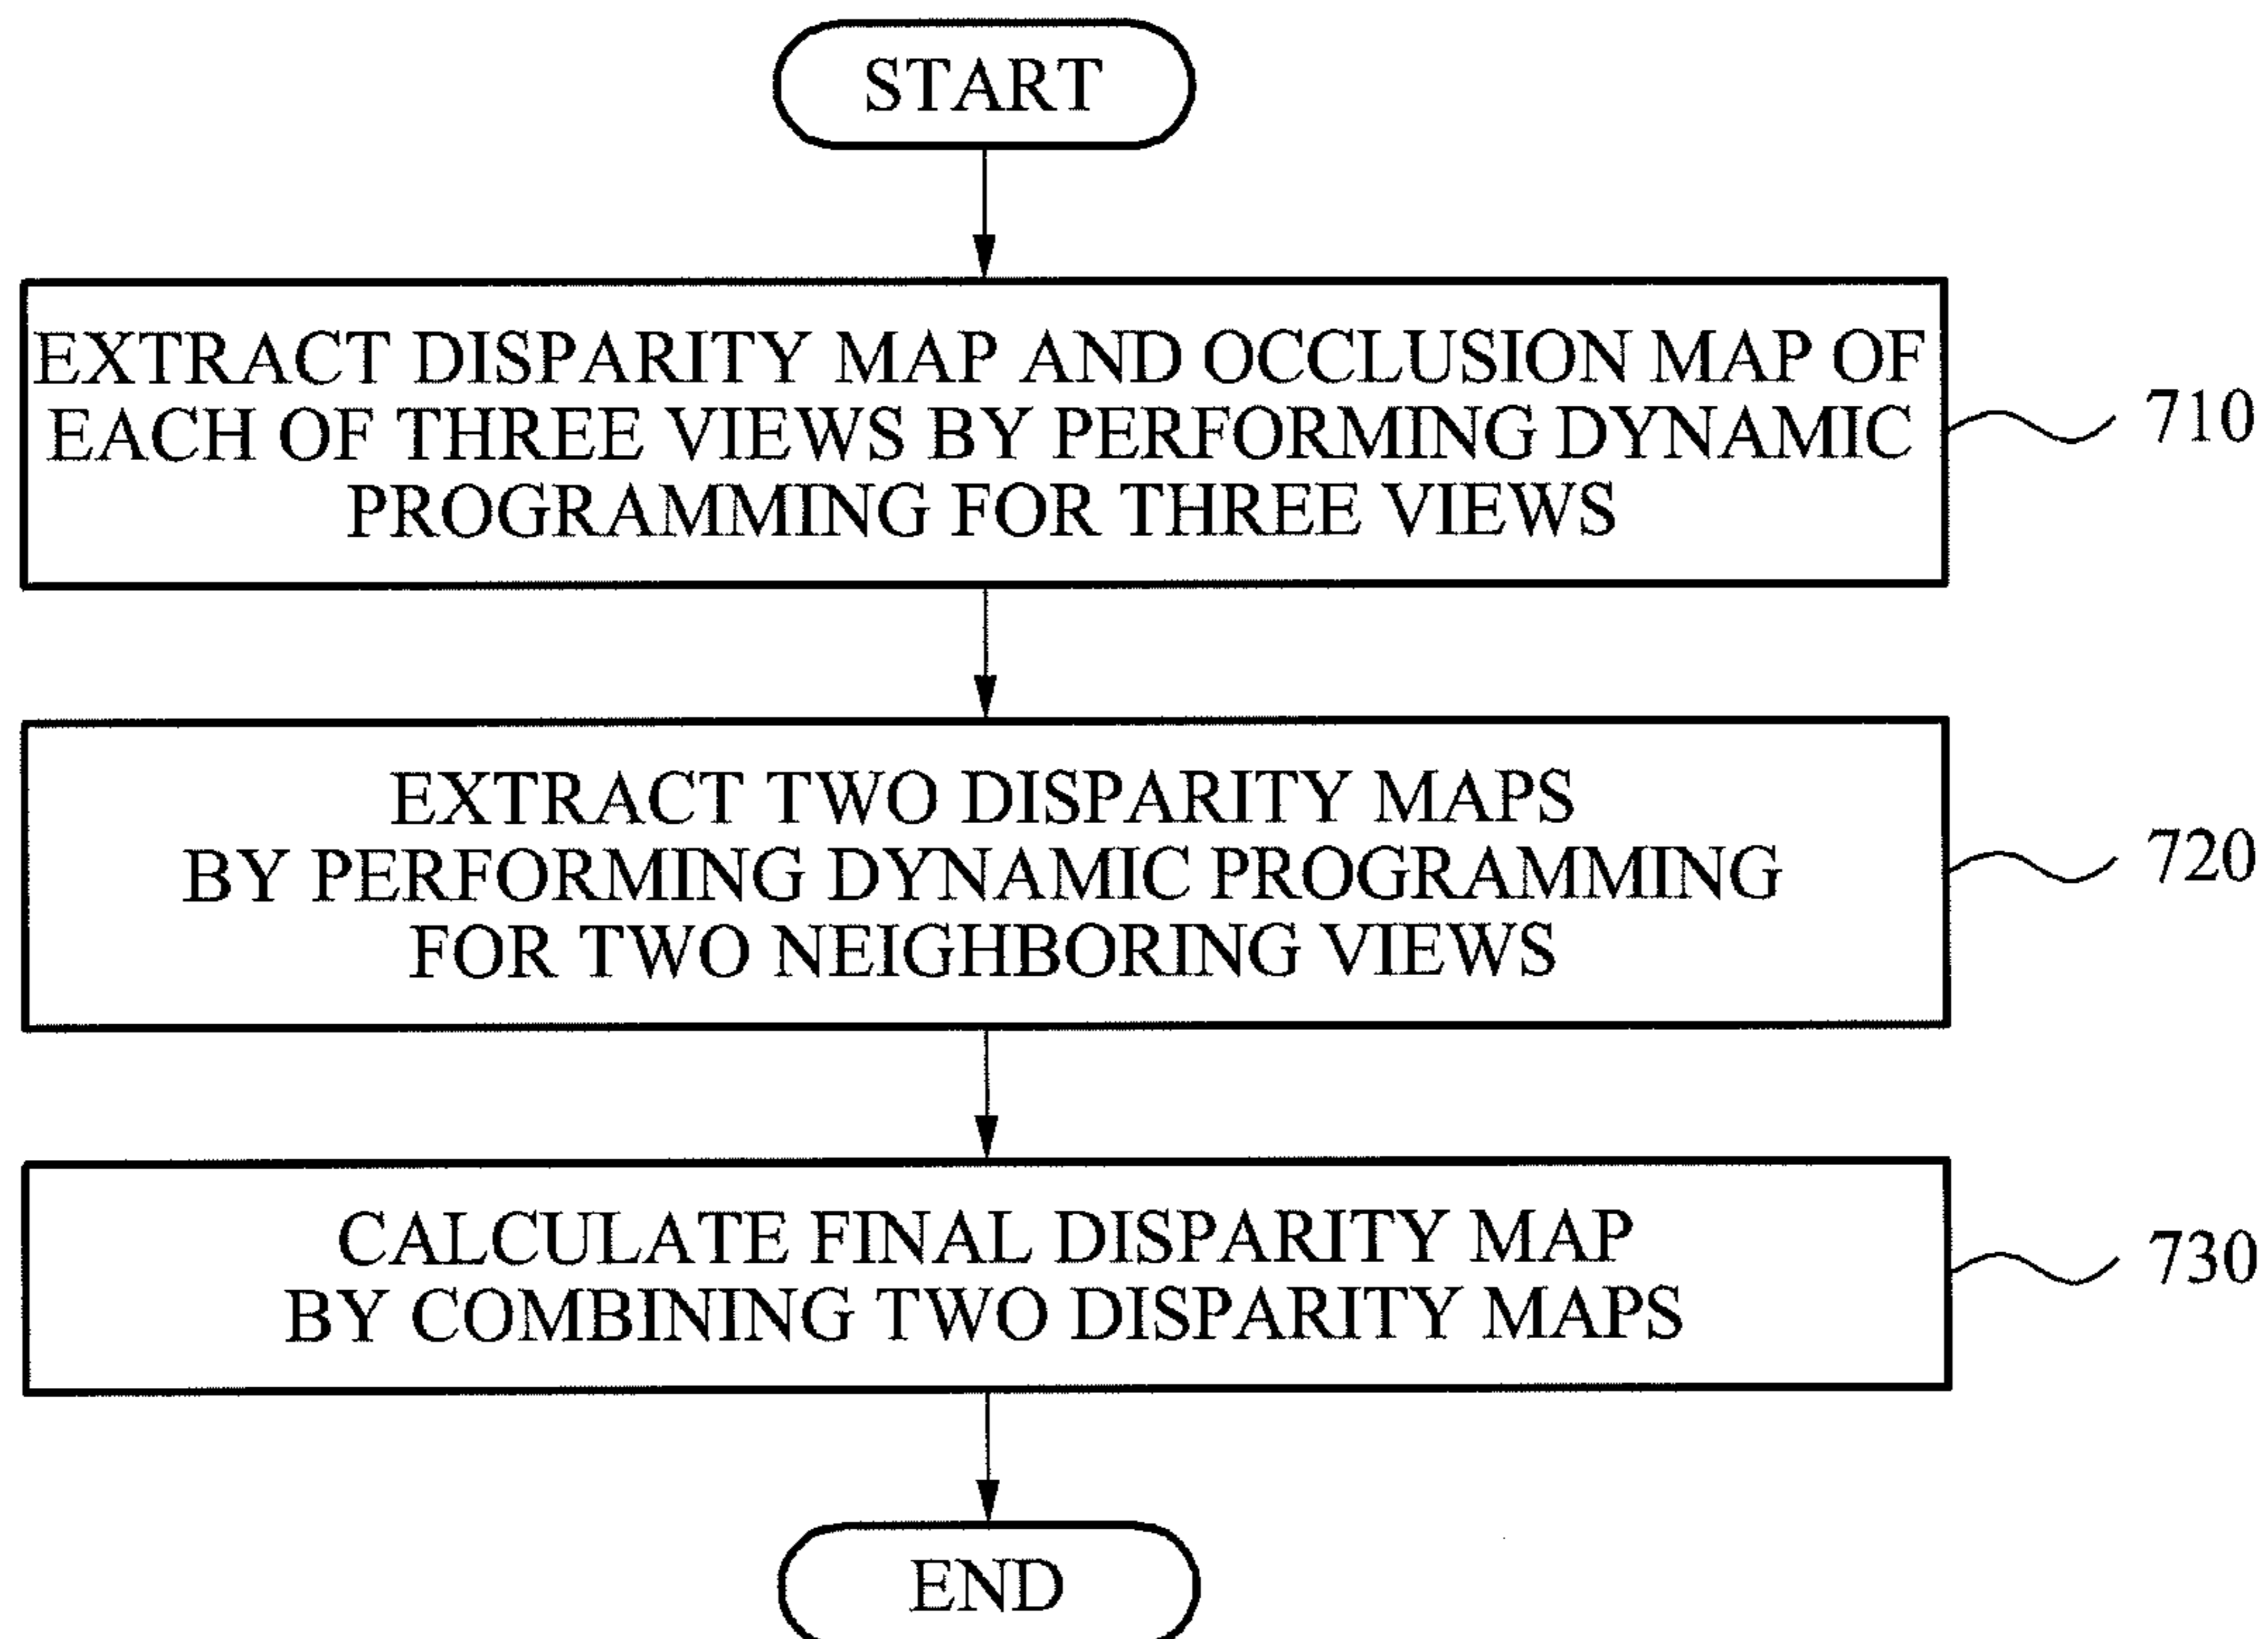 START
EXTRACT DISPARITY MAP AND OCCLUSION MAP OF
EACH OF THREE VIEWS BY PERFORMING DYNAMIC
PROGRAMMING FOR THREE VIEWS
710
EXTRACT TWO DISPARITY MAPS
BY PERFORMING DYNAMIC PROGRAMMING
FOR TWO NEIGHBORING VIEWS
720
CALCULATE FINAL DISPARITY MAP
BY COMBINING TWO DISPARITY MAPS
730
END